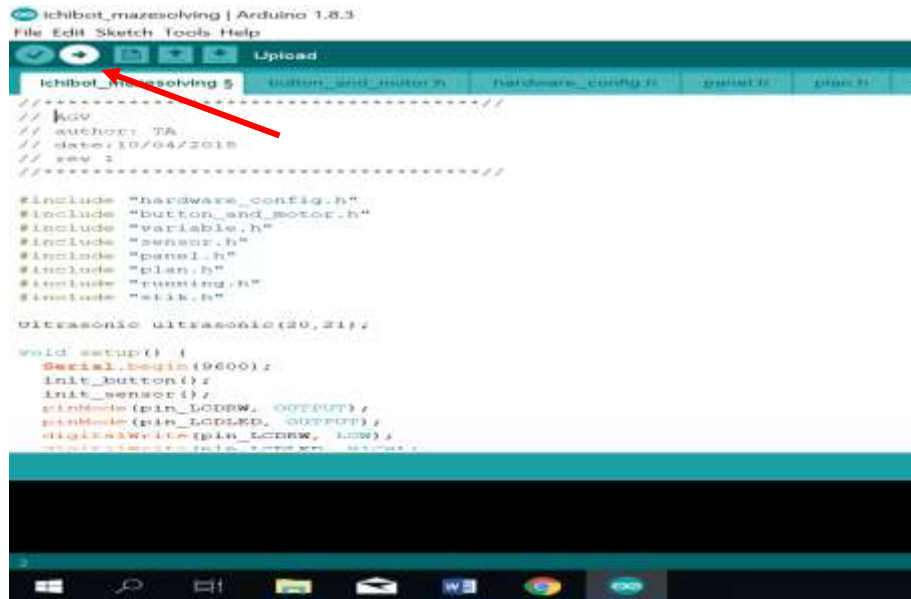 ichibot_mazesolving | Arduino 1.8.3
File Edit Sketch Tools Help
Upload
ichibot_mazesolving § button_and_motor.h hardware_config.h panel.h plan.h
//****************************************//
// AGV
// author: TA
// date:10/04/2018
// rev 1
//****************************************//
#include "hardware_config.h"
#include "button_and_motor.h"
#include "variable.h"
#include "sensor.h"
#include "panel.h"
#include "plan.h"
#include "running.h"
#include "stik.h"
Ultrasonic ultrasonic(20,21);
void setup() {
Serial.begin(9600);
init_button();
init_sensor();
pinMode(pin_LCDRW, OUTPUT);
pinMode(pin_LCDLED, OUTPUT);
digitalWrite(pin_LCDRW, LOW);